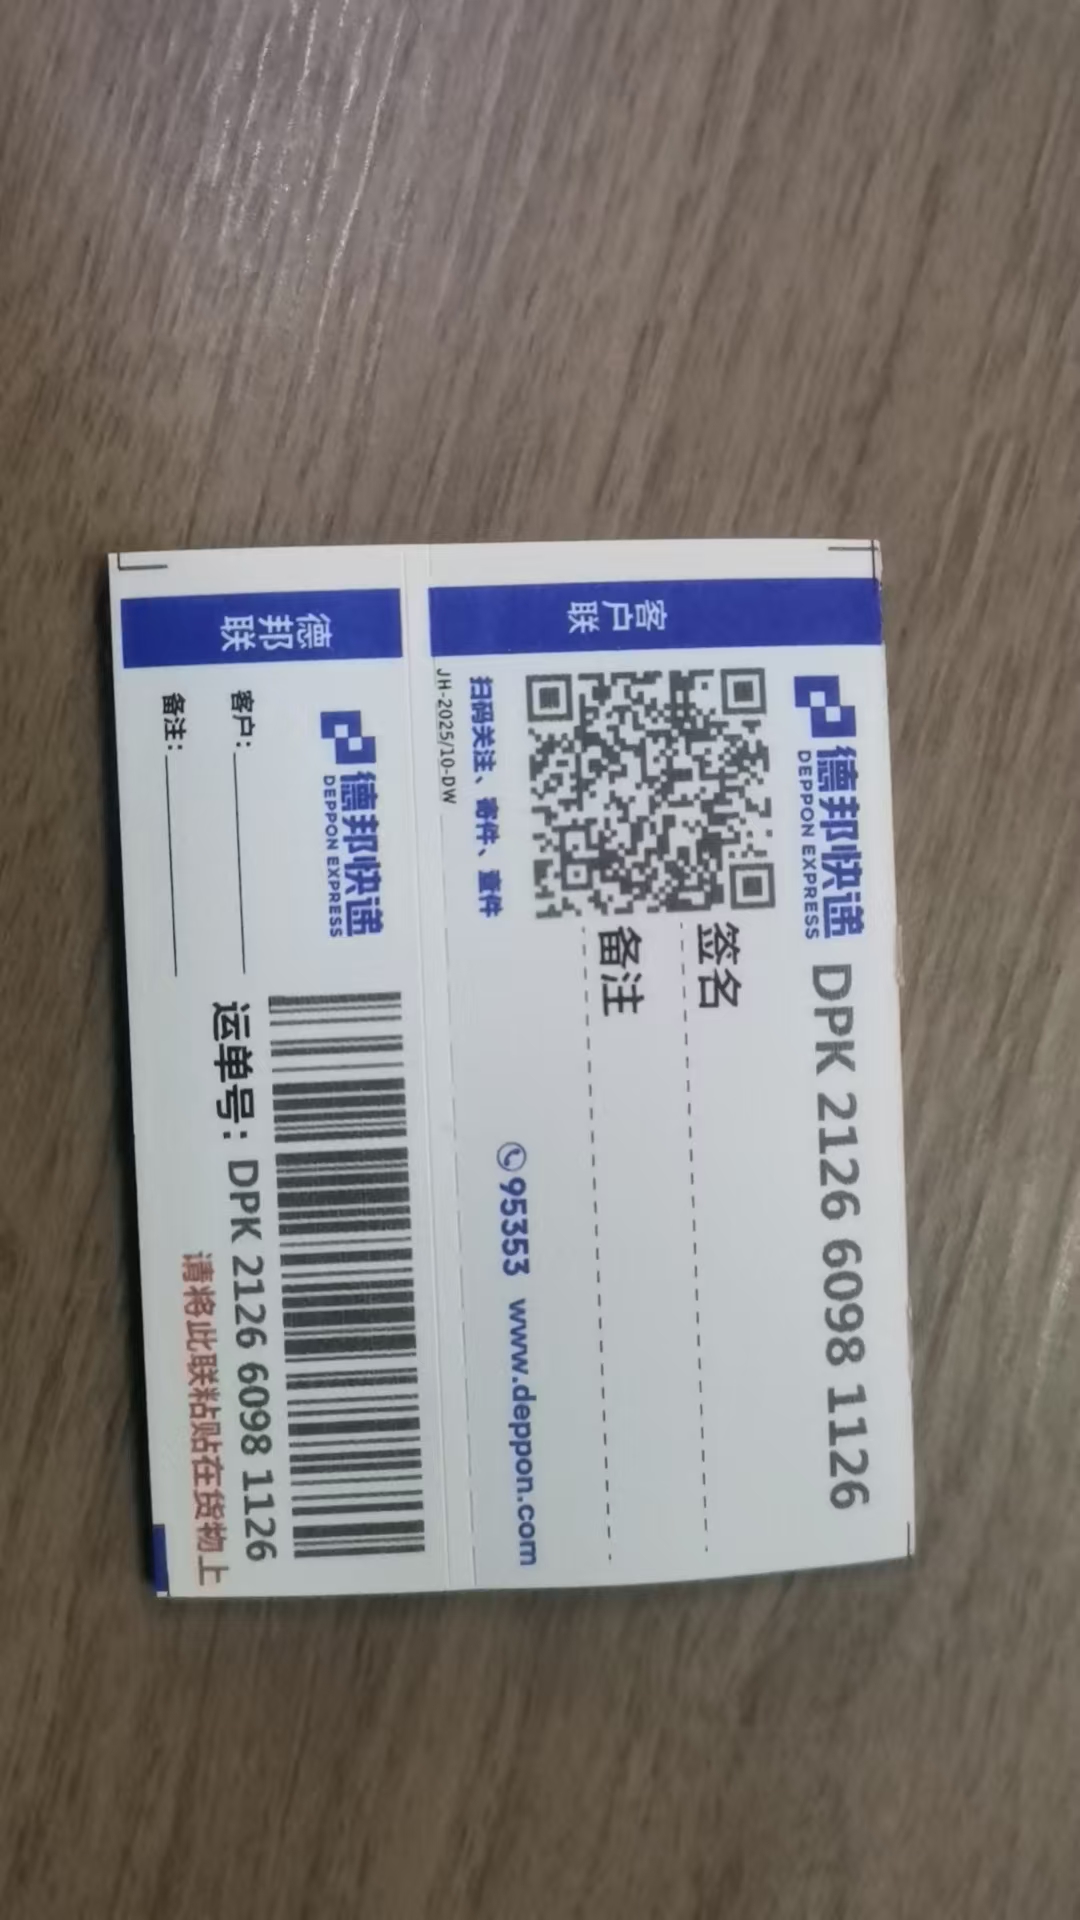 客户联
德邦快递
DEPPON EXPRESS
DPK 2126 6098 1126
签名
备注
扫码关注、寄件、查件
95353 www.deppon.com
JH-2025/10-DW
德邦联
德邦快递
DEPPON EXPRESS
客户:
备注:
运单号: DPK 2126 6098 1126
请将此联粘贴在货物上